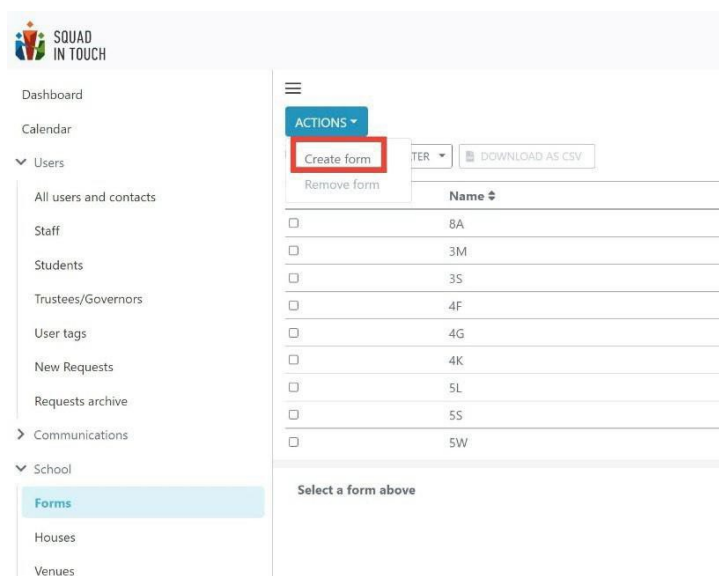 SQUAD
IN TOUCH
Dashboard
Calendar
Users
All users and contacts
Staff
Students
Trustees/Governors
User tags
New Requests
Requests archive
Communications
School
Forms
Houses
Venues
ACTIONS
Create form
Remove form
DOWNLOAD AS CSV
Name
8A
3M
3S
4F
4G
4K
5L
5S
5W
Select a form above